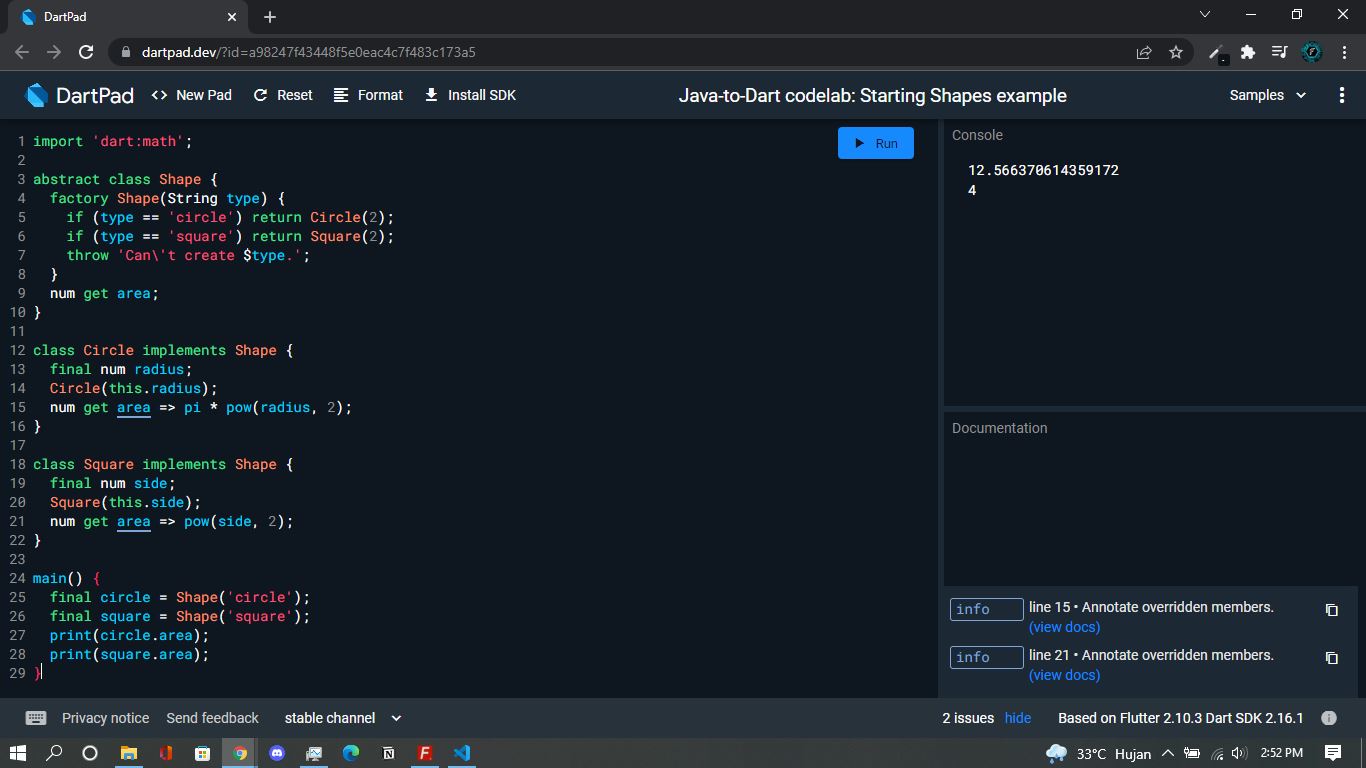 DartPad
dartpad.dev/?id=a98247f43448f5e0eac4c7f483c173a5
DartPad <> New Pad Reset Format Install SDK Java-to-Dart codelab: Starting Shapes example Samples
1 import 'dart:math';
2
3 abstract class Shape {
4 factory Shape(String type) {
5 if (type == 'circle') return Circle(2);
6 if (type == 'square') return Square(2);
7 throw 'Can\'t create $type.';
8 }
9 num get area;
10 }
11
12 class Circle implements Shape {
13 final num radius;
14 Circle(this.radius);
15 num get area => pi * pow(radius, 2);
16 }
17
18 class Square implements Shape {
19 final num side;
20 Square(this.side);
21 num get area => pow(side, 2);
22 }
23
24 main() {
25 final circle = Shape('circle');
26 final square = Shape('square');
27 print(circle.area);
28 print(square.area);
29 }
Run
Console
12.566370614359172
4
Documentation
info line 15 • Annotate overridden members.
(view docs)
info line 21 • Annotate overridden members.
(view docs)
Privacy notice Send feedback stable channel 2 issues hide Based on Flutter 2.10.3 Dart SDK 2.16.1
33°C Hujan 2:52 PM